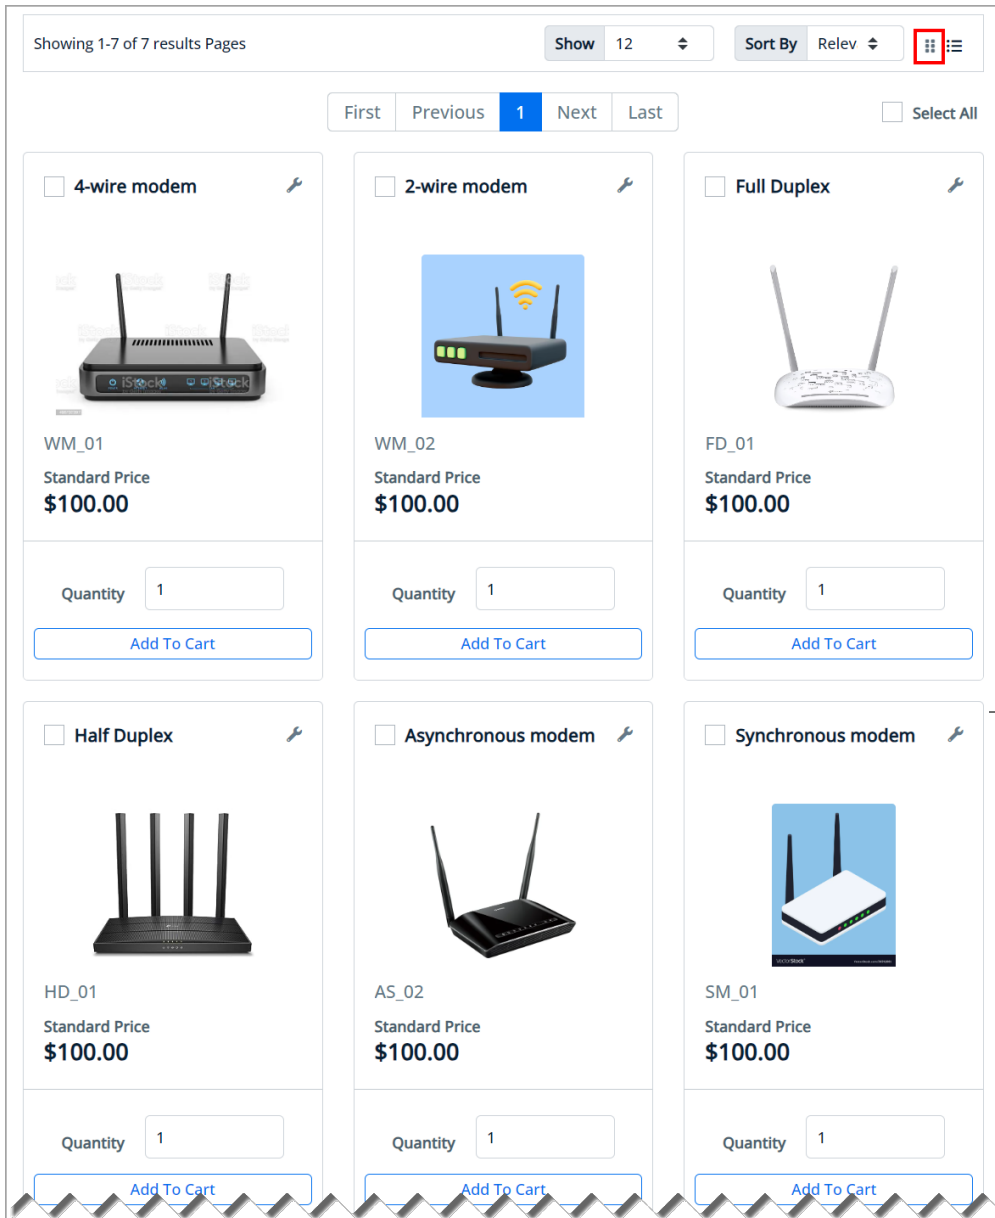 Showing 1-7 of 7 results Pages
Show 12
Sort By Relev
First Previous 1 Next Last
Select All
4-wire modem
2-wire modem
Full Duplex
iStock
iStock
WM_01
WM_02
FD_01
Standard Price
Standard Price
Standard Price
$100.00
$100.00
$100.00
Quantity 1
Quantity 1
Quantity 1
Add To Cart
Add To Cart
Add To Cart
Half Duplex
Asynchronous modem
Synchronous modem
VectorStock
HD_01
AS_02
SM_01
Standard Price
Standard Price
Standard Price
$100.00
$100.00
$100.00
Quantity 1
Quantity 1
Quantity 1
Add To Cart
Add To Cart
Add To Cart